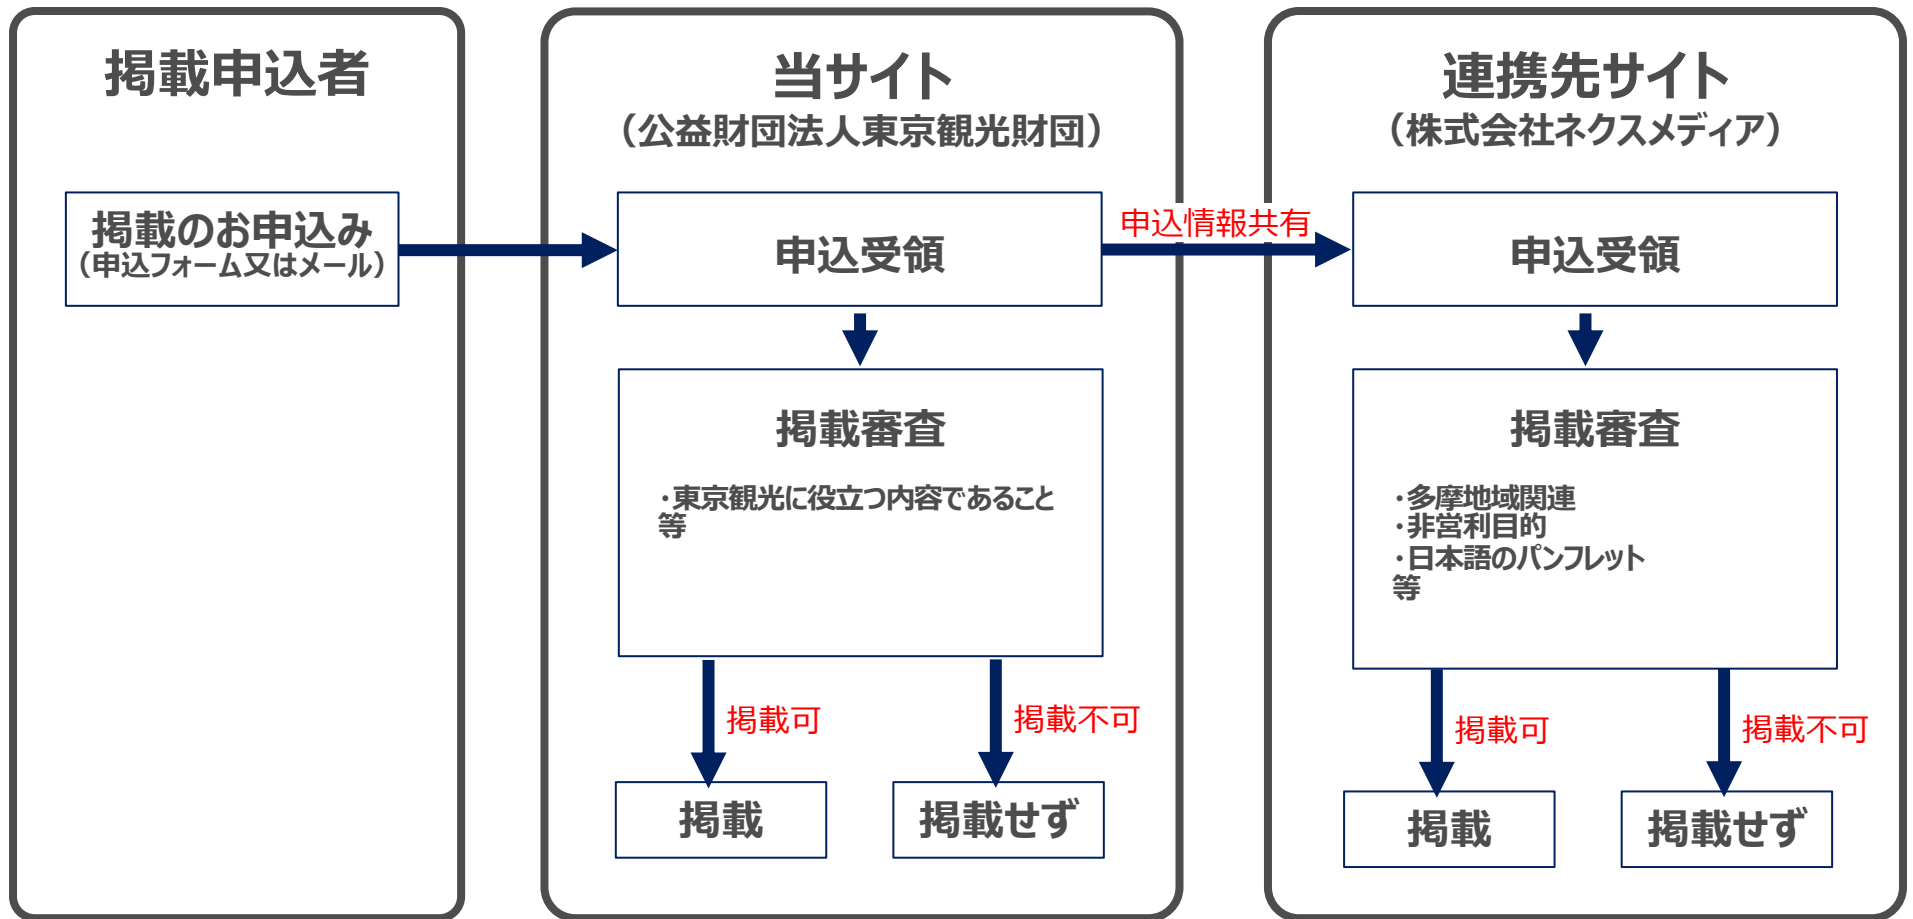 掲載申込者
掲載のお申込み
（申込フォーム又はメール）
当サイト
（公益財団法人東京観光財団）
申込受領
掲載審査
・東京観光に役立つ内容であること
等
掲載可
掲載不可
掲載
掲載せず
申込情報共有
連携先サイト
（株式会社ネクスメディア）
申込受領
掲載審査
・多摩地域関連
・非営利目的
・日本語のパンフレット
等
掲載可
掲載不可
掲載
掲載せず